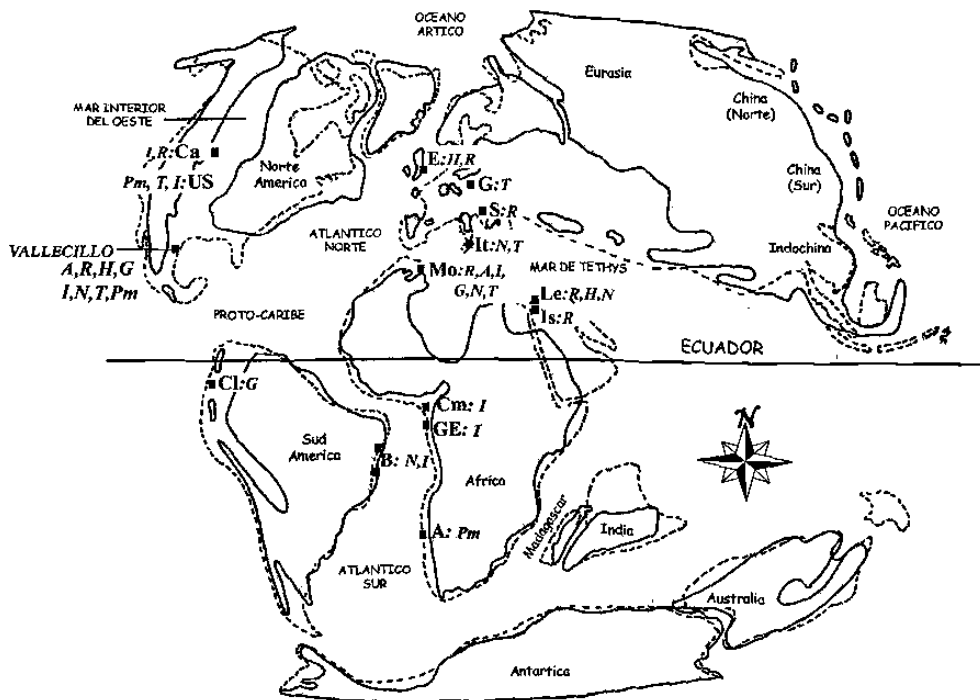 OCEANO
ARTICO
Eurasia
China
(Norte)
MAR INTERIOR
DEL OESTE
I,R:Ca
Norte
America
E:H,R
Pm, T, I:US
G:T
China
(Sur)
S:R
OCEANO
PACIFICO
ATLANTICO
NORTE
VALLECILLO
A,R,H,G
I,N,T,Pm
It:N,T
Indochina
MAR DE TETHYS
Mo:R,A,I,
G,N,T
Le:R,H,N
Is:R
PROTO-CARIBE
ECUADOR
Cl:G
Cm: I
GE: I
N
Sud
America
B: N,I
Africa
Madagascar
India
A: Pm
ATLANTICO
SUR
Australia
Antartica